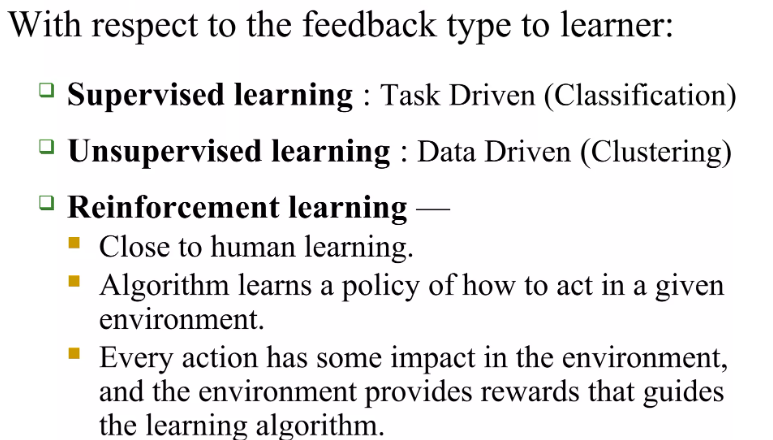 With respect to the feedback type to learner:
Supervised learning : Task Driven (Classification)
Unsupervised learning : Data Driven (Clustering)
Reinforcement learning —
Close to human learning.
Algorithm learns a policy of how to act in a given
environment.
Every action has some impact in the environment,
and the environment provides rewards that guides
the learning algorithm.